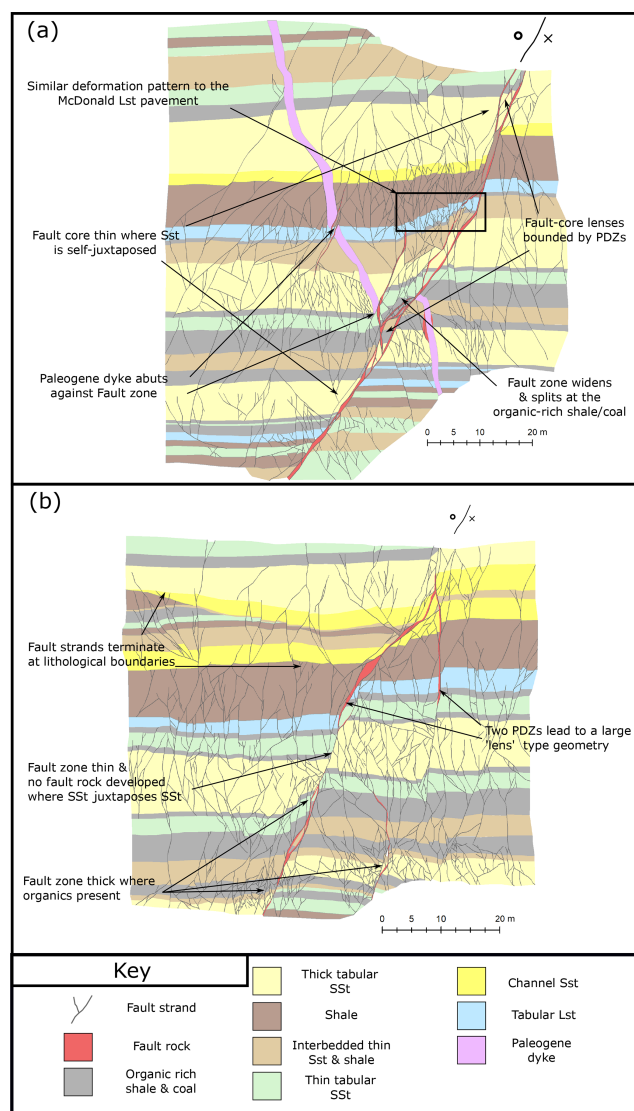 (a)
Similar deformation pattern to the
McDonald Lst pavement
Fault core thin where Sst
is self-juxtaposed
Fault-core lenses
bounded by PDZs
Paleogene dyke abuts
against Fault zone
Fault zone widens
& splits at the
organic-rich shale/coal
0 2 5 10 20 m
(b)
Fault strands terminate
at lithological boundaries
Two PDZs lead to a large
'lens' type geometry
Fault zone thin &
no fault rock developed
where SSt juxtaposes SSt
Fault zone thick where
organics present
0 2 5 10 20 m
Key
Fault strand
Fault rock
Organic rich
shale & coal
Thick tabular
SSt
Shale
Interbedded thin
Sst & shale
Thin tabular
SSt
Channel Sst
Tabular Lst
Paleogene
dyke